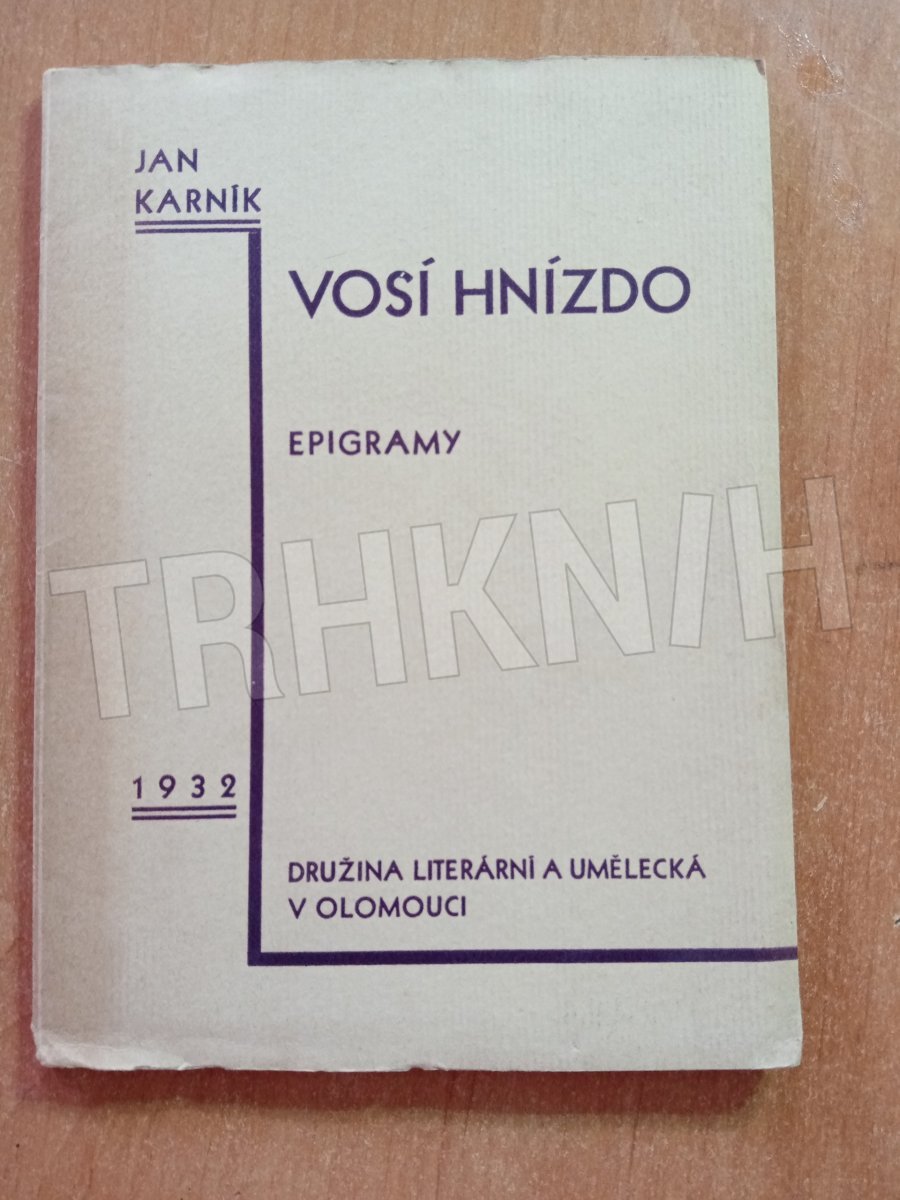 JAN
KARNÍK
VOSÍ HNÍZDO
EPIGRAMY
TRHKNIH
1932
DRUŽINA LITERÁRNÍ A UMĚLECKÁ
V OLOMOUCI